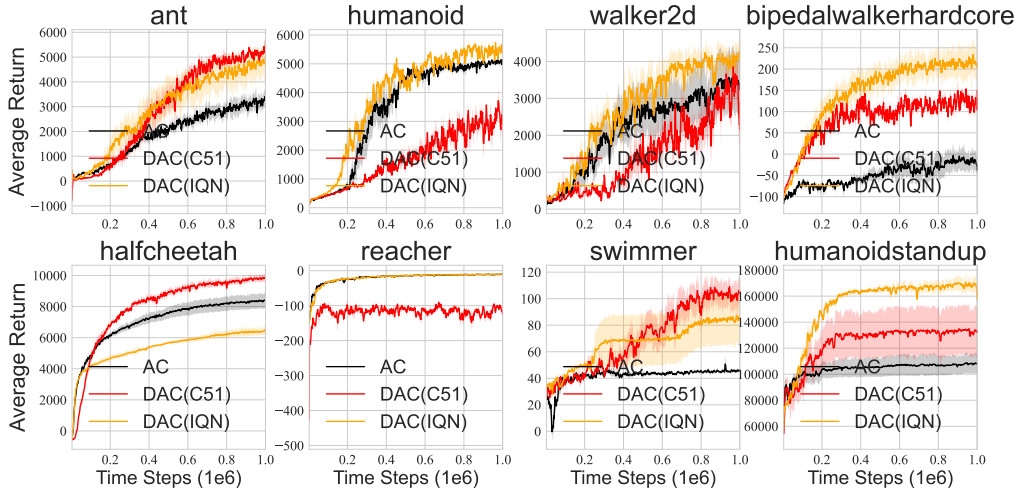 ant humanoid walker2d bipedalwalkerhardcore
Average Return
6000
5000
4000
3000
2000
1000
0
−1000
AC
DAC(C51)
DAC(IQN)
0.2 0.4 0.6 0.8 1.0
6000
5000
4000
3000
2000
1000
0
AC
DAC(C51)
DAC(IQN)
0.2 0.4 0.6 0.8 1.0
4000
3000
2000
1000
0
AC
DAC(C51)
DAC(IQN)
0.2 0.4 0.6 0.8 1.0
250
200
150
100
50
0
−50
−100
AC
DAC(C51)
DAC(IQN)
0.2 0.4 0.6 0.8 1.0
halfcheetah reacher swimmer humanoidstandup
Average Return
10000
8000
6000
4000
2000
0
AC
DAC(C51)
DAC(IQN)
0.2 0.4 0.6 0.8 1.0
Time Steps (1e6)
0
−100
−200
−300
−400
−500
AC
DAC(C51)
DAC(IQN)
0.2 0.4 0.6 0.8 1.0
Time Steps (1e6)
120
100
80
60
40
20
0
AC
DAC(C51)
DAC(IQN)
0.2 0.4 0.6 0.8 1.0
Time Steps (1e6)
180000
160000
140000
120000
100000
80000
60000
AC
DAC(C51)
DAC(IQN)
0.2 0.4 0.6 0.8 1.0
Time Steps (1e6)